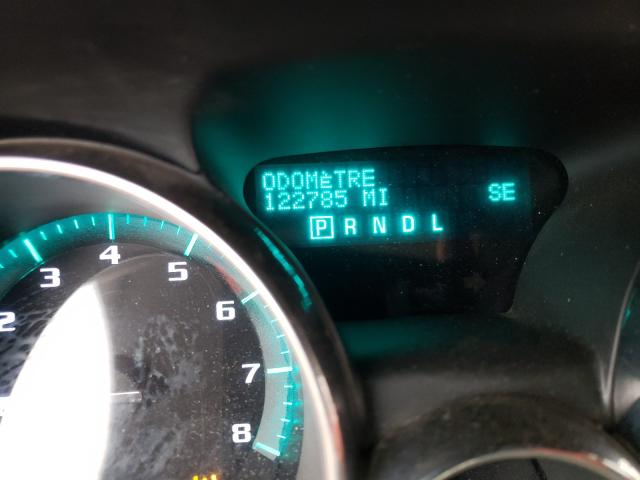 ODOMèTRE
122785 MI SE
P R N D L
2 3 4 5 6 7 8